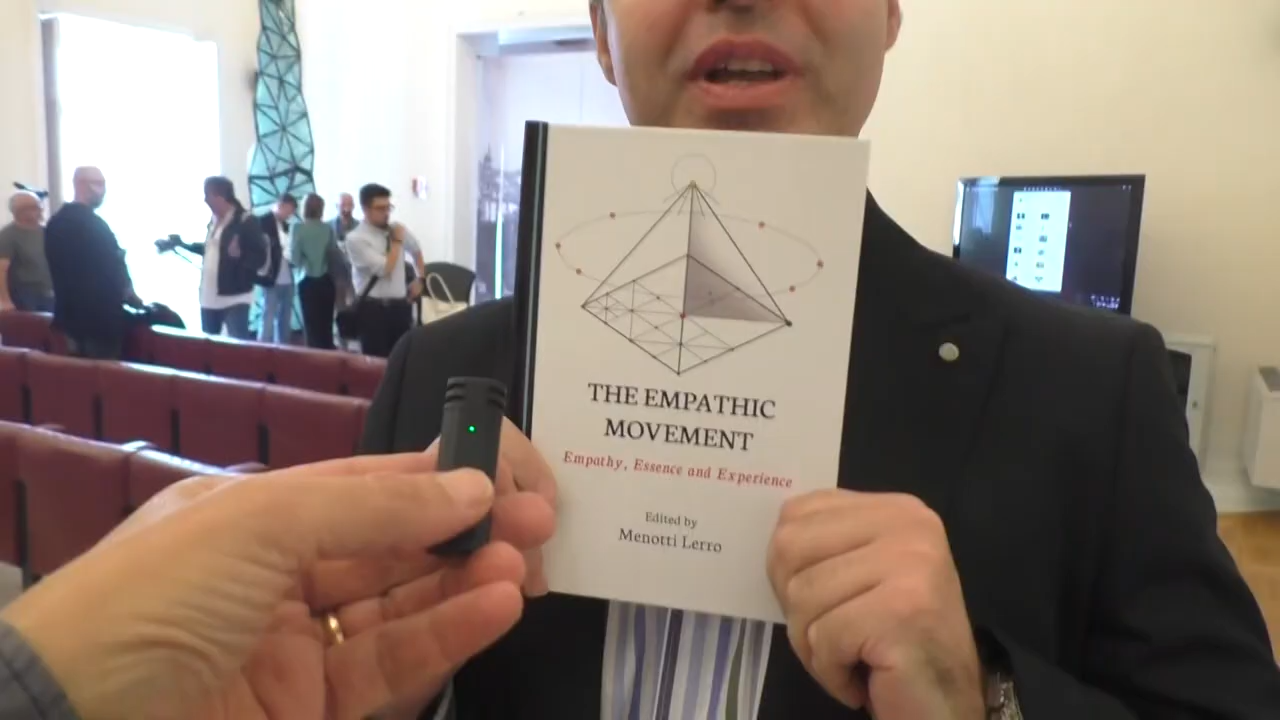 THE EMPATHIC
MOVEMENT
Empathy, Essence and Experience
Edited by
Menotti Lerro